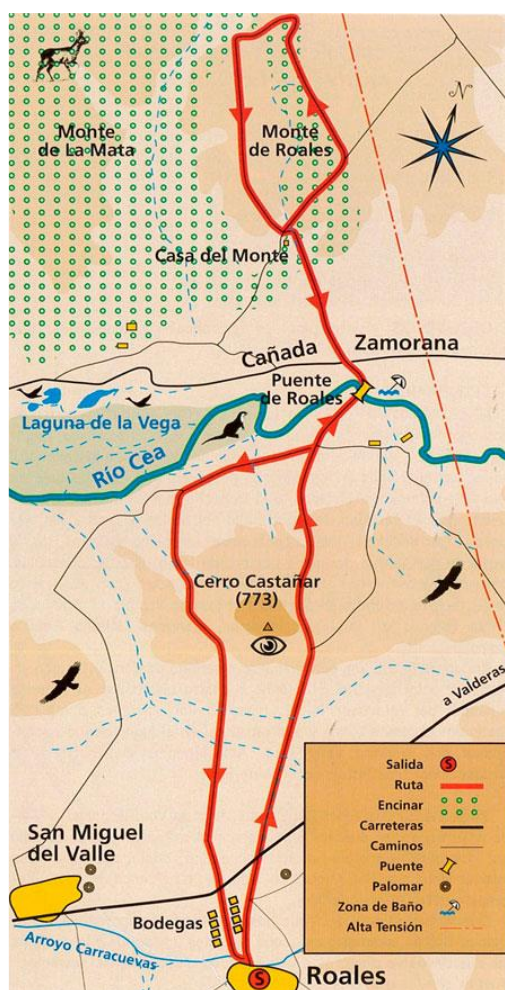 N
Monte
de La Mata
Monte
de Roales
Casa del Monte
Cañada Zamorana
Puente
de Roales
Laguna de la Vega
Río Cea
Cerro Castañar
(773)
a Valderas
Salida
S
Ruta
Encinar
Carreteras
Caminos
Puente
Palomar
Zona de Baño
Alta Tensión
San Miguel
del Valle
Bodegas
Arroyo Carracuevas
S
Roales